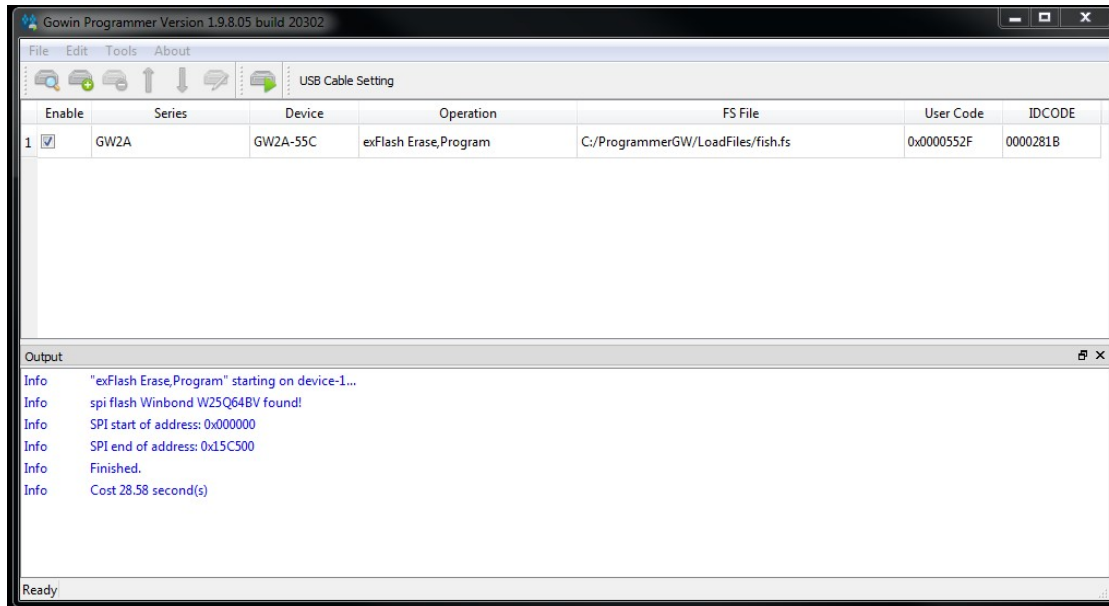 Gowin Programmer Version 1.9.8.05 build 20302
File Edit Tools About
USB Cable Setting
Enable Series Device Operation FS File User Code IDCODE
1 GW2A GW2A-55C exFlash Erase,Program C:/ProgrammerGW/LoadFiles/fish.fs 0x0000552F 0000281B
Output
Info "exFlash Erase,Program" starting on device-1...
Info spi flash Winbond W25Q64BV found!
Info SPI start of address: 0x000000
Info SPI end of address: 0x15C500
Info Finished.
Info Cost 28.58 second(s)
Ready